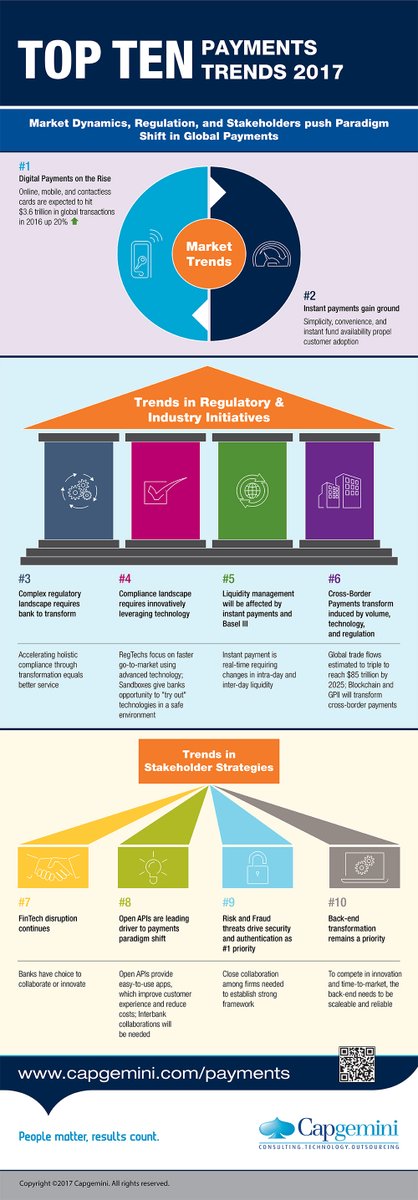 TOP TEN PAYMENTS
TRENDS 2017
Market Dynamics, Regulation, and Stakeholders push Paradigm
Shift in Global Payments
#1
Digital Payments on the Rise
Online, mobile, and contactless
cards are expected to hit
$3.6 trillion in global transactions
in 2016 up 20%
Market
Trends
#2
Instant payments gain ground
Simplicity, convenience, and
instant fund availability propel
customer adoption
Trends in Regulatory &
Industry Initiatives
#3
Complex regulatory
landscape requires
bank to transform
Accelerating holistic
compliance through
transformation equals
better service
#4
Compliance landscape
requires innovatively
leveraging technology
RegTechs focus on faster
go-to-market using
advanced technology;
Sandboxes give banks
opportunity to "try out"
technologies in a safe
environment
#5
Liquidity management
will be affected by
instant payments and
Basel III
Instant payment is
real-time requiring
changes in intra-day and
inter-day liquidity
#6
Cross-Border
Payments transform
induced by volume,
technology,
and regulation
Global trade flows
estimated to triple to
reach $85 trillion by
2025; Blockchain and
GPII will transform
cross-border payments
Trends in
Stakeholder Strategies
#7
FinTech disruption
continues
Banks have choice to
collaborate or innovate
#8
Open APIs are leading
driver to payments
paradigm shift
Open APIs provide
easy-to-use apps,
which improve customer
experience and reduce
costs; Interbank
collaborations will
be needed
#9
Risk and Fraud
threats drive security
and authentication as
#1 priority
Close collaboration
among firms needed
to establish strong
framework
#10
Back-end
transformation
remains a priority
To compete in innovation
and time-to-market, the
back-end needs to be
scaleable and reliable
www.capgemini.com/payments
People matter, results count.
Capgemini
CONSULTING.TECHNOLOGY.OUTSOURCING
Copyright ©2017 Capgemini. All rights reserved.